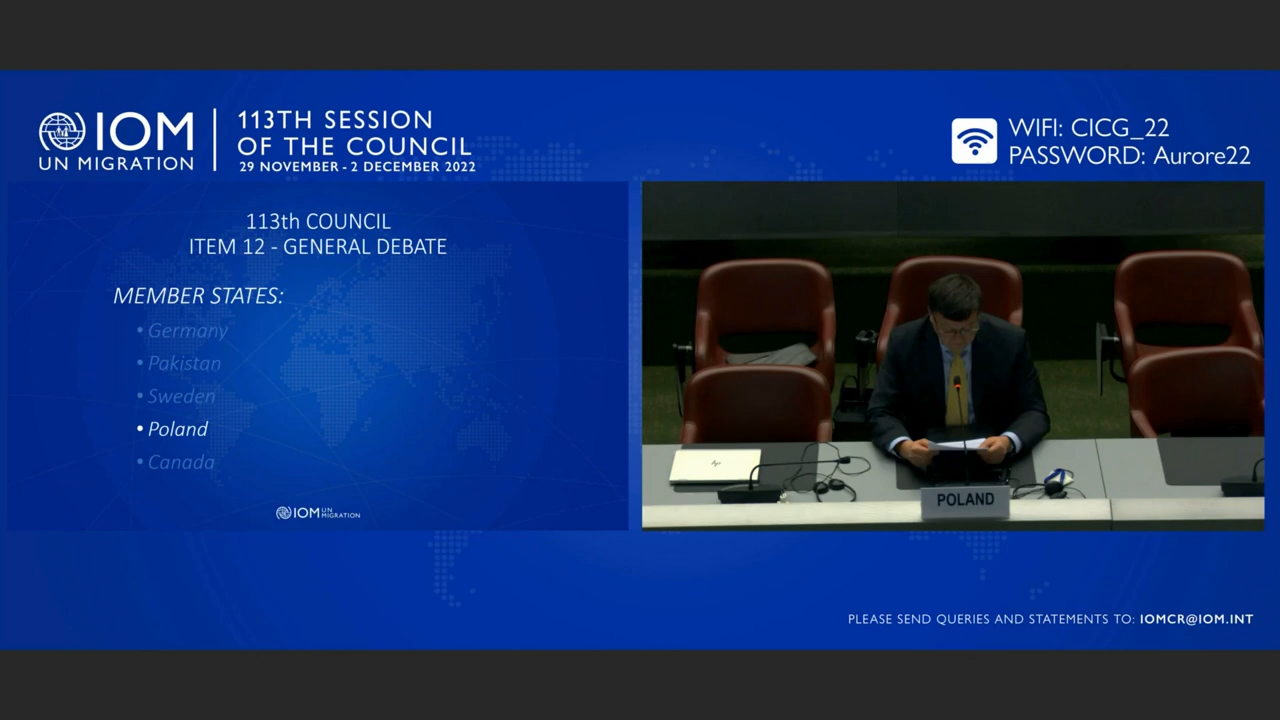 IOM
UN MIGRATION
113TH SESSION
OF THE COUNCIL
29 NOVEMBER - 2 DECEMBER 2022
WIFI: CICG_22
PASSWORD: Aurore22
113th COUNCIL
ITEM 12 - GENERAL DEBATE
MEMBER STATES:
• Germany
• Pakistan
• Sweden
• Poland
• Canada
IOM UN MIGRATION
POLAND
PLEASE SEND QUERIES AND STATEMENTS TO: IOMCR@IOM.INT